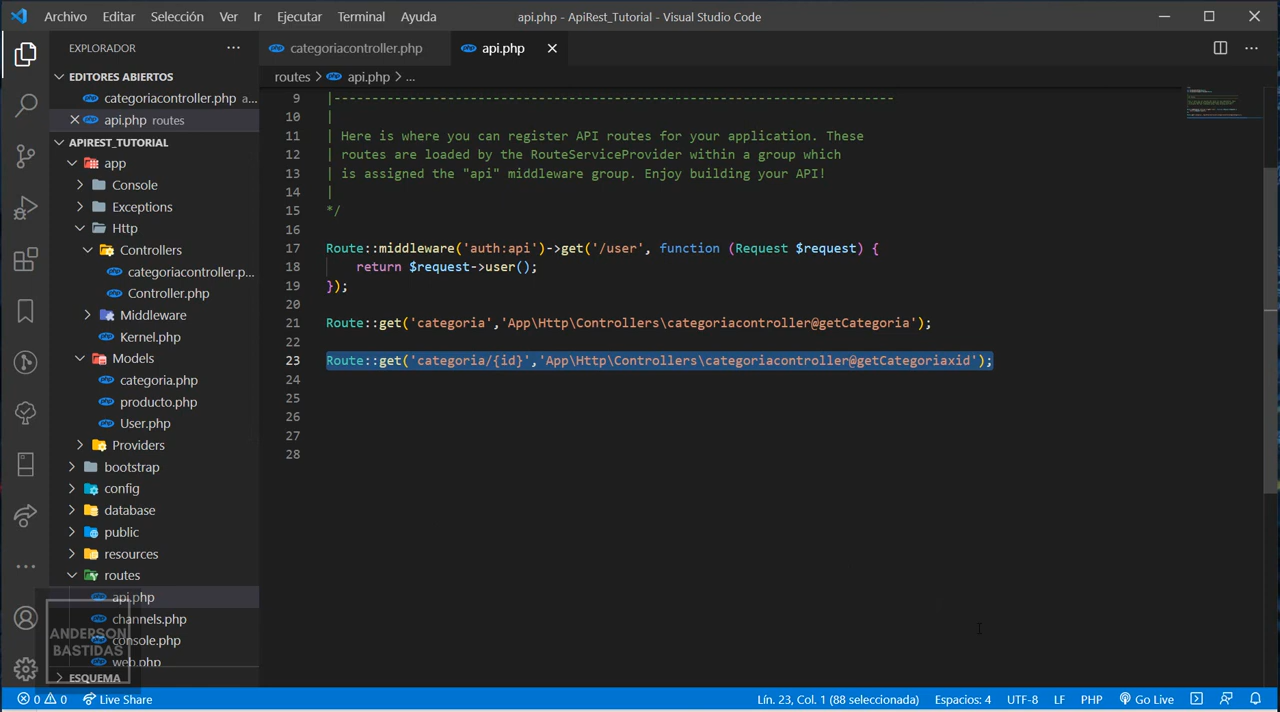 Archivo Editar Selección Ver Ir Ejecutar Terminal Ayuda api.php - ApiRest_Tutorial - Visual Studio Code
EXPLORADOR ···
categoriacontroller.php api.php
EDITORES ABIERTOS
categoriacontroller.php a...
api.php routes
routes > api.php > ...
APIREST_TUTORIAL
app
Console
Exceptions
Http
Controllers
categoriacontroller.p...
Controller.php
Middleware
Kernel.php
Models
categoria.php
producto.php
User.php
Providers
bootstrap
config
database
public
resources
routes
api.php
channels.php
console.php
web.php
ESQUEMA
ANDERSON
BASTIDAS
9 |--------------------------------------------------------------------------
10 |
11 | Here is where you can register API routes for your application. These
12 | routes are loaded by the RouteServiceProvider within a group which
13 | is assigned the "api" middleware group. Enjoy building your API!
14 |
15 */
16
17 Route::middleware('auth:api')->get('/user', function (Request $request) {
18 return $request->user();
19 });
20
21 Route::get('categoria','App\Http\Controllers\categoriacontroller@getCategoria');
22
23 Route::get('categoria/{id}','App\Http\Controllers\categoriacontroller@getCategoriaxid');
24
25
26
27
28
0 0 Live Share Lín. 23, Col. 1 (88 seleccionada) Espacios: 4 UTF-8 LF PHP Go Live